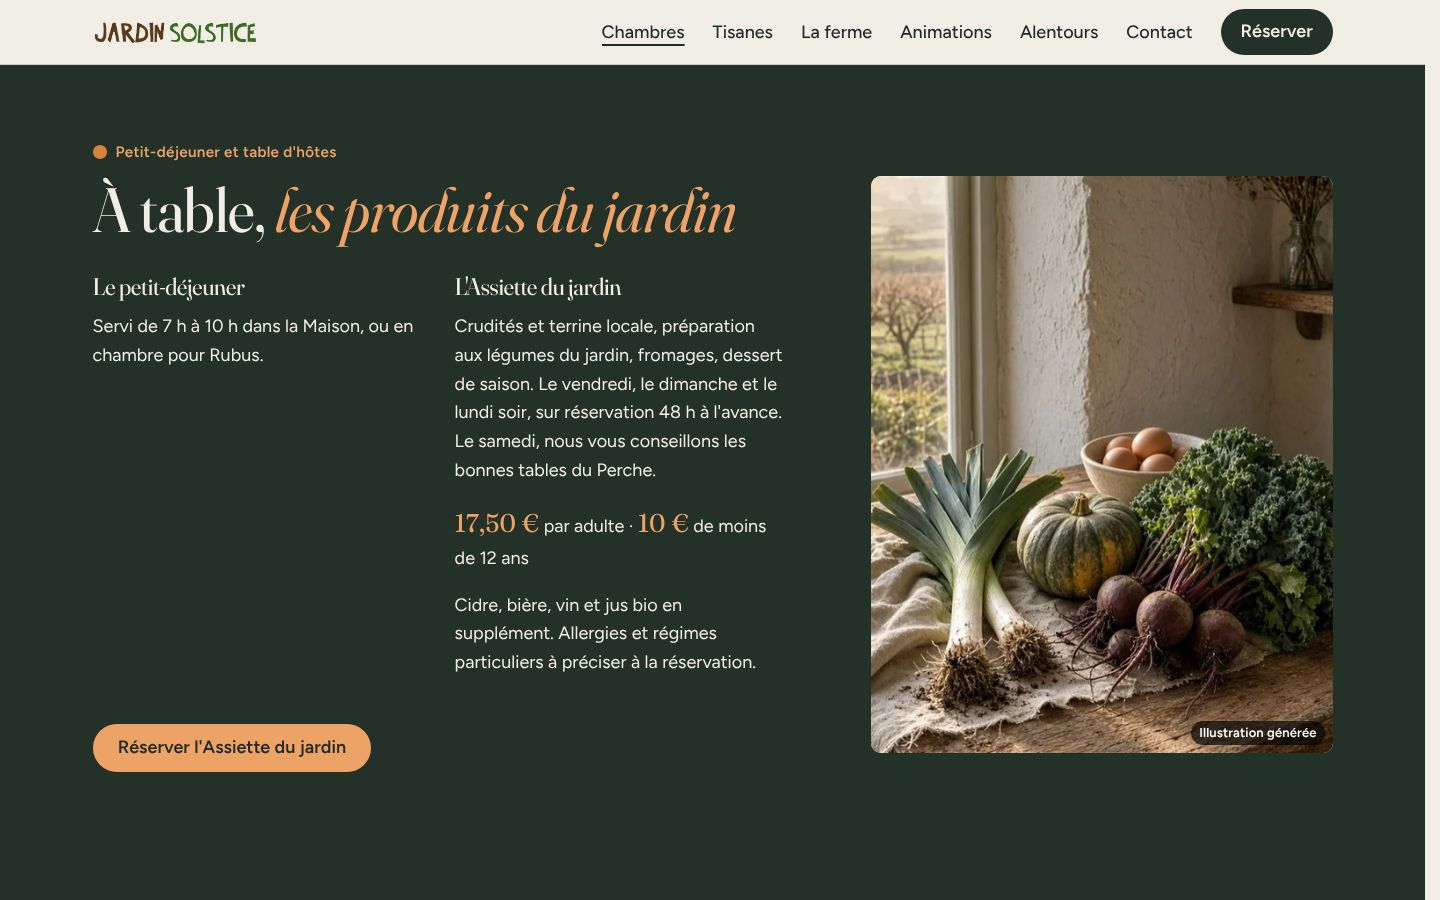 JARDIN SOLSTICE
Chambres
Tisanes
La ferme
Animations
Alentours
Contact
Réserver
Petit-déjeuner et table d'hôtes
À table, les produits du jardin
Le petit-déjeuner
Servi de 7 h à 10 h dans la Maison, ou en
chambre pour Rubus.
L'Assiette du jardin
Crudités et terrine locale, préparation
aux légumes du jardin, fromages, dessert
de saison. Le vendredi, le dimanche et le
lundi soir, sur réservation 48 h à l'avance.
Le samedi, nous vous conseillons les
bonnes tables du Perche.
17,50 € par adulte · 10 € de moins
de 12 ans
Cidre, bière, vin et jus bio en
supplément. Allergies et régimes
particuliers à préciser à la réservation.
Réserver l'Assiette du jardin
Illustration générée